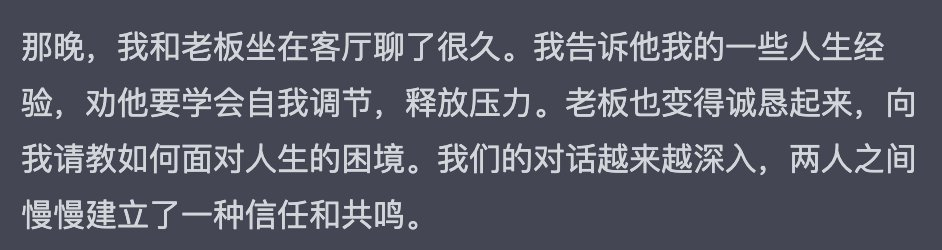 那晚，我和老板坐在客厅聊了很久。我告诉他我的一些人生经
验，劝他要学会自我调节，释放压力。老板也变得诚恳起来，向
我请教如何面对人生的困境。我们的对话越来越深入，两人之间
慢慢建立了一种信任和共鸣。